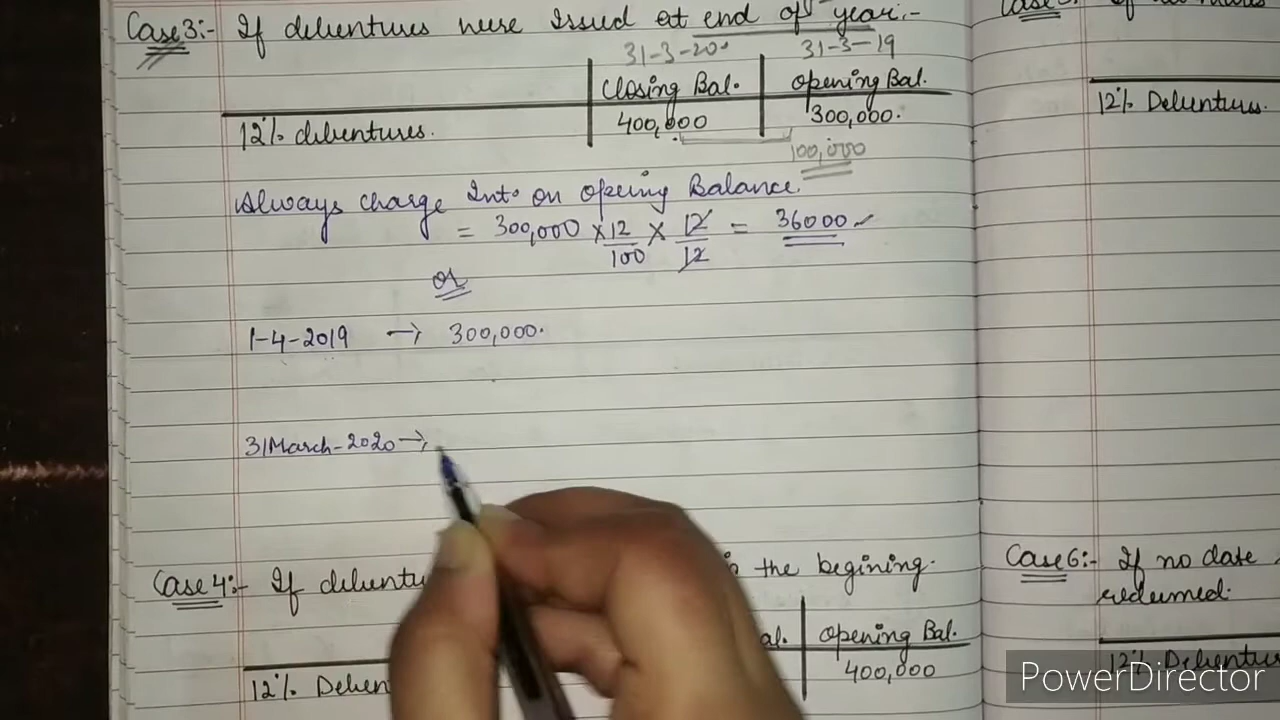 Case 3:- If debentures were Issued at end of year:-
31-3-20 31-3-19
Closing Bal. Opening Bal.
12% debentures. 400,000 300,000.
100,000
Always charge Int. on Opening Balance.
= 300,000 × 12/100 × 12/12 = 36000
or
1-4-2019 → 300,000.
31 March-2020 →
Case 4:- If the begining.
al. Opening Bal.
12% 400,000
12% Debentures.
Case 6:- If no date
redeemed.
12%
PowerDirector